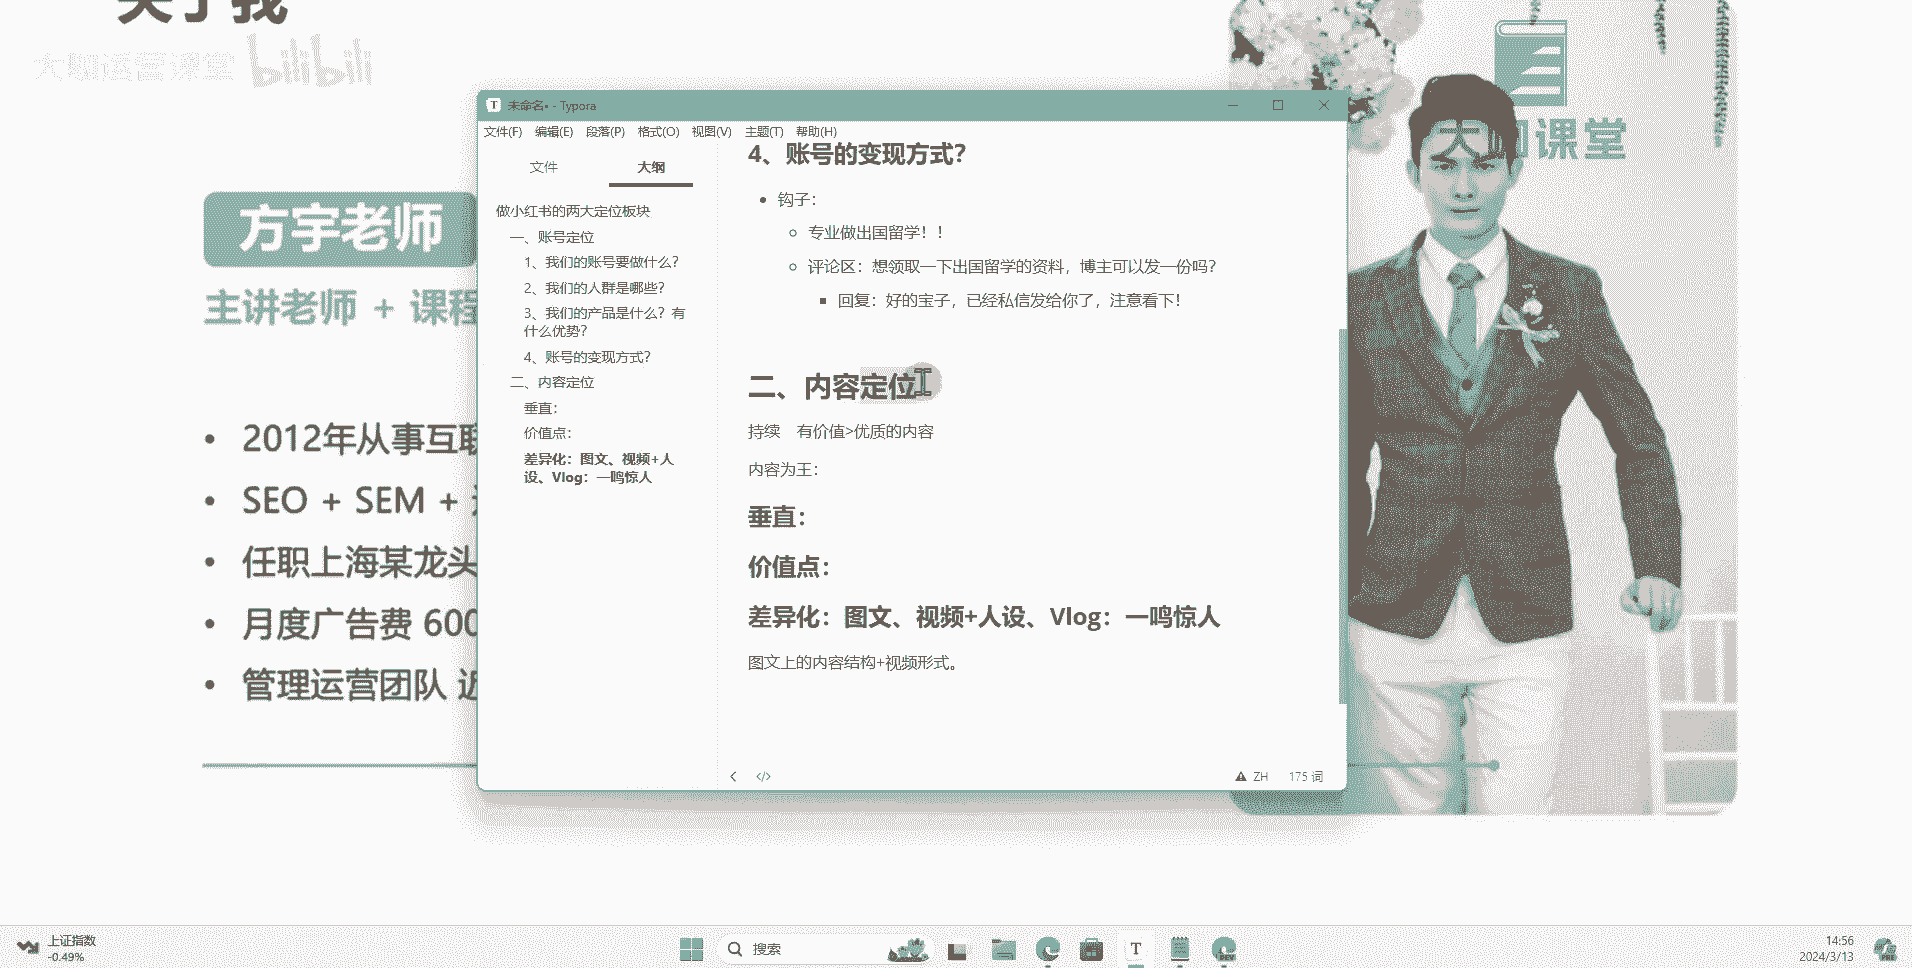 关于我
大咖运营课堂 bilibili
大咖课堂
方宇老师
主讲老师 + 课程
2012年从事互联
SEO + SEM +
任职上海某龙头
月度广告费 600
管理运营团队 近
未命名• - Typora
文件(F) 编辑(E) 段落(P) 格式(O) 视图(V) 主题(T) 帮助(H)
文件 大纲
做小红书的两大定位板块
一、账号定位
1、我们的账号要做什么?
2、我们的人群是哪些?
3、我们的产品是什么？有
什么优势?
4、账号的变现方式?
二、内容定位
垂直：
价值点：
差异化：图文、视频+人
设、Vlog：一鸣惊人
4、账号的变现方式?
钩子：
专业做出国留学！！
评论区：想领取一下出国留学的资料，博主可以发一份吗?
回复：好的宝子，已经私信发给你了，注意看下!
二、内容定位
持续 有价值>优质的内容
内容为王：
垂直：
价值点：
差异化：图文、视频+人设、Vlog：一鸣惊人
图文上的内容结构+视频形式。
</> ZH 175 词
上证指数
-0.49%
搜索
T
DEV
14:56
2024/3/13
PRE